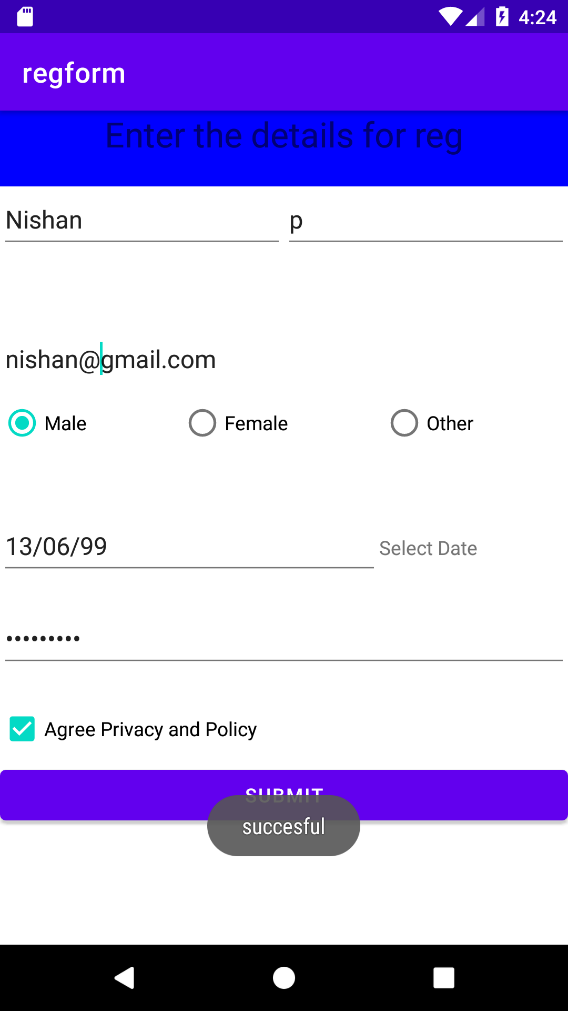 4:24
regform
Enter the details for reg
Nishan p
nishan@gmail.com
Male Female Other
13/06/99 Select Date
•••••••••
Agree Privacy and Policy
SUBMIT
succesful